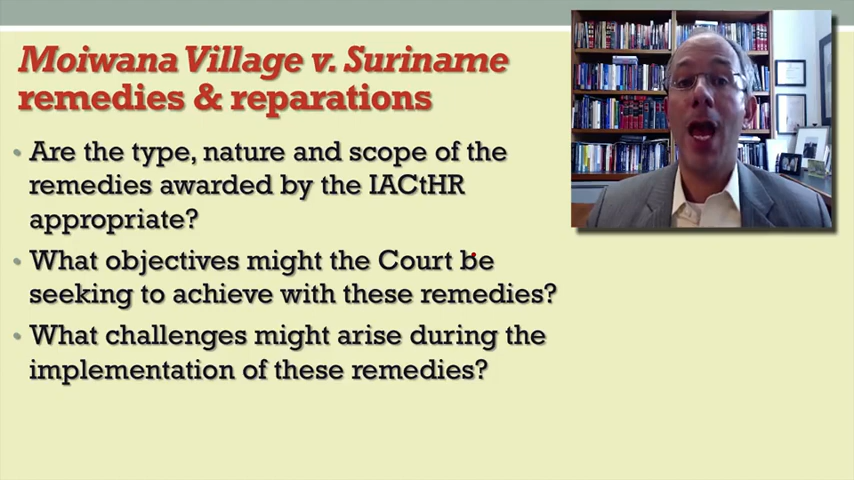 Moiwana Village v. Suriname
remedies & reparations
• Are the type, nature and scope of the
remedies awarded by the IACtHR
appropriate?
• What objectives might the Court be
seeking to achieve with these remedies?
• What challenges might arise during the
implementation of these remedies?